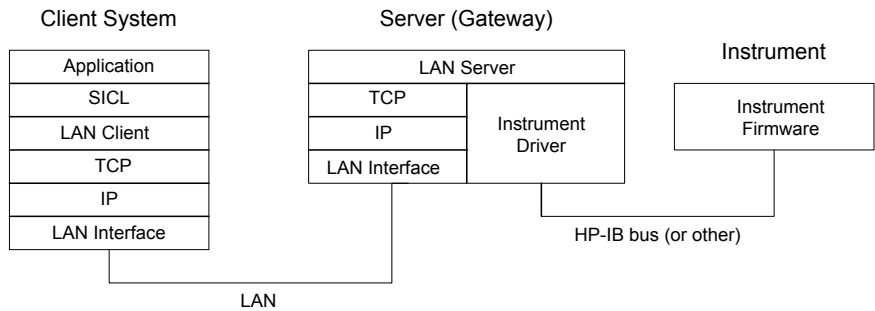 Client System
Application
SICL
LAN Client
TCP
IP
LAN Interface
Server (Gateway)
LAN Server
TCP
IP
LAN Interface
Instrument
Driver
Instrument
Instrument
Firmware
HP-IB bus (or other)
LAN